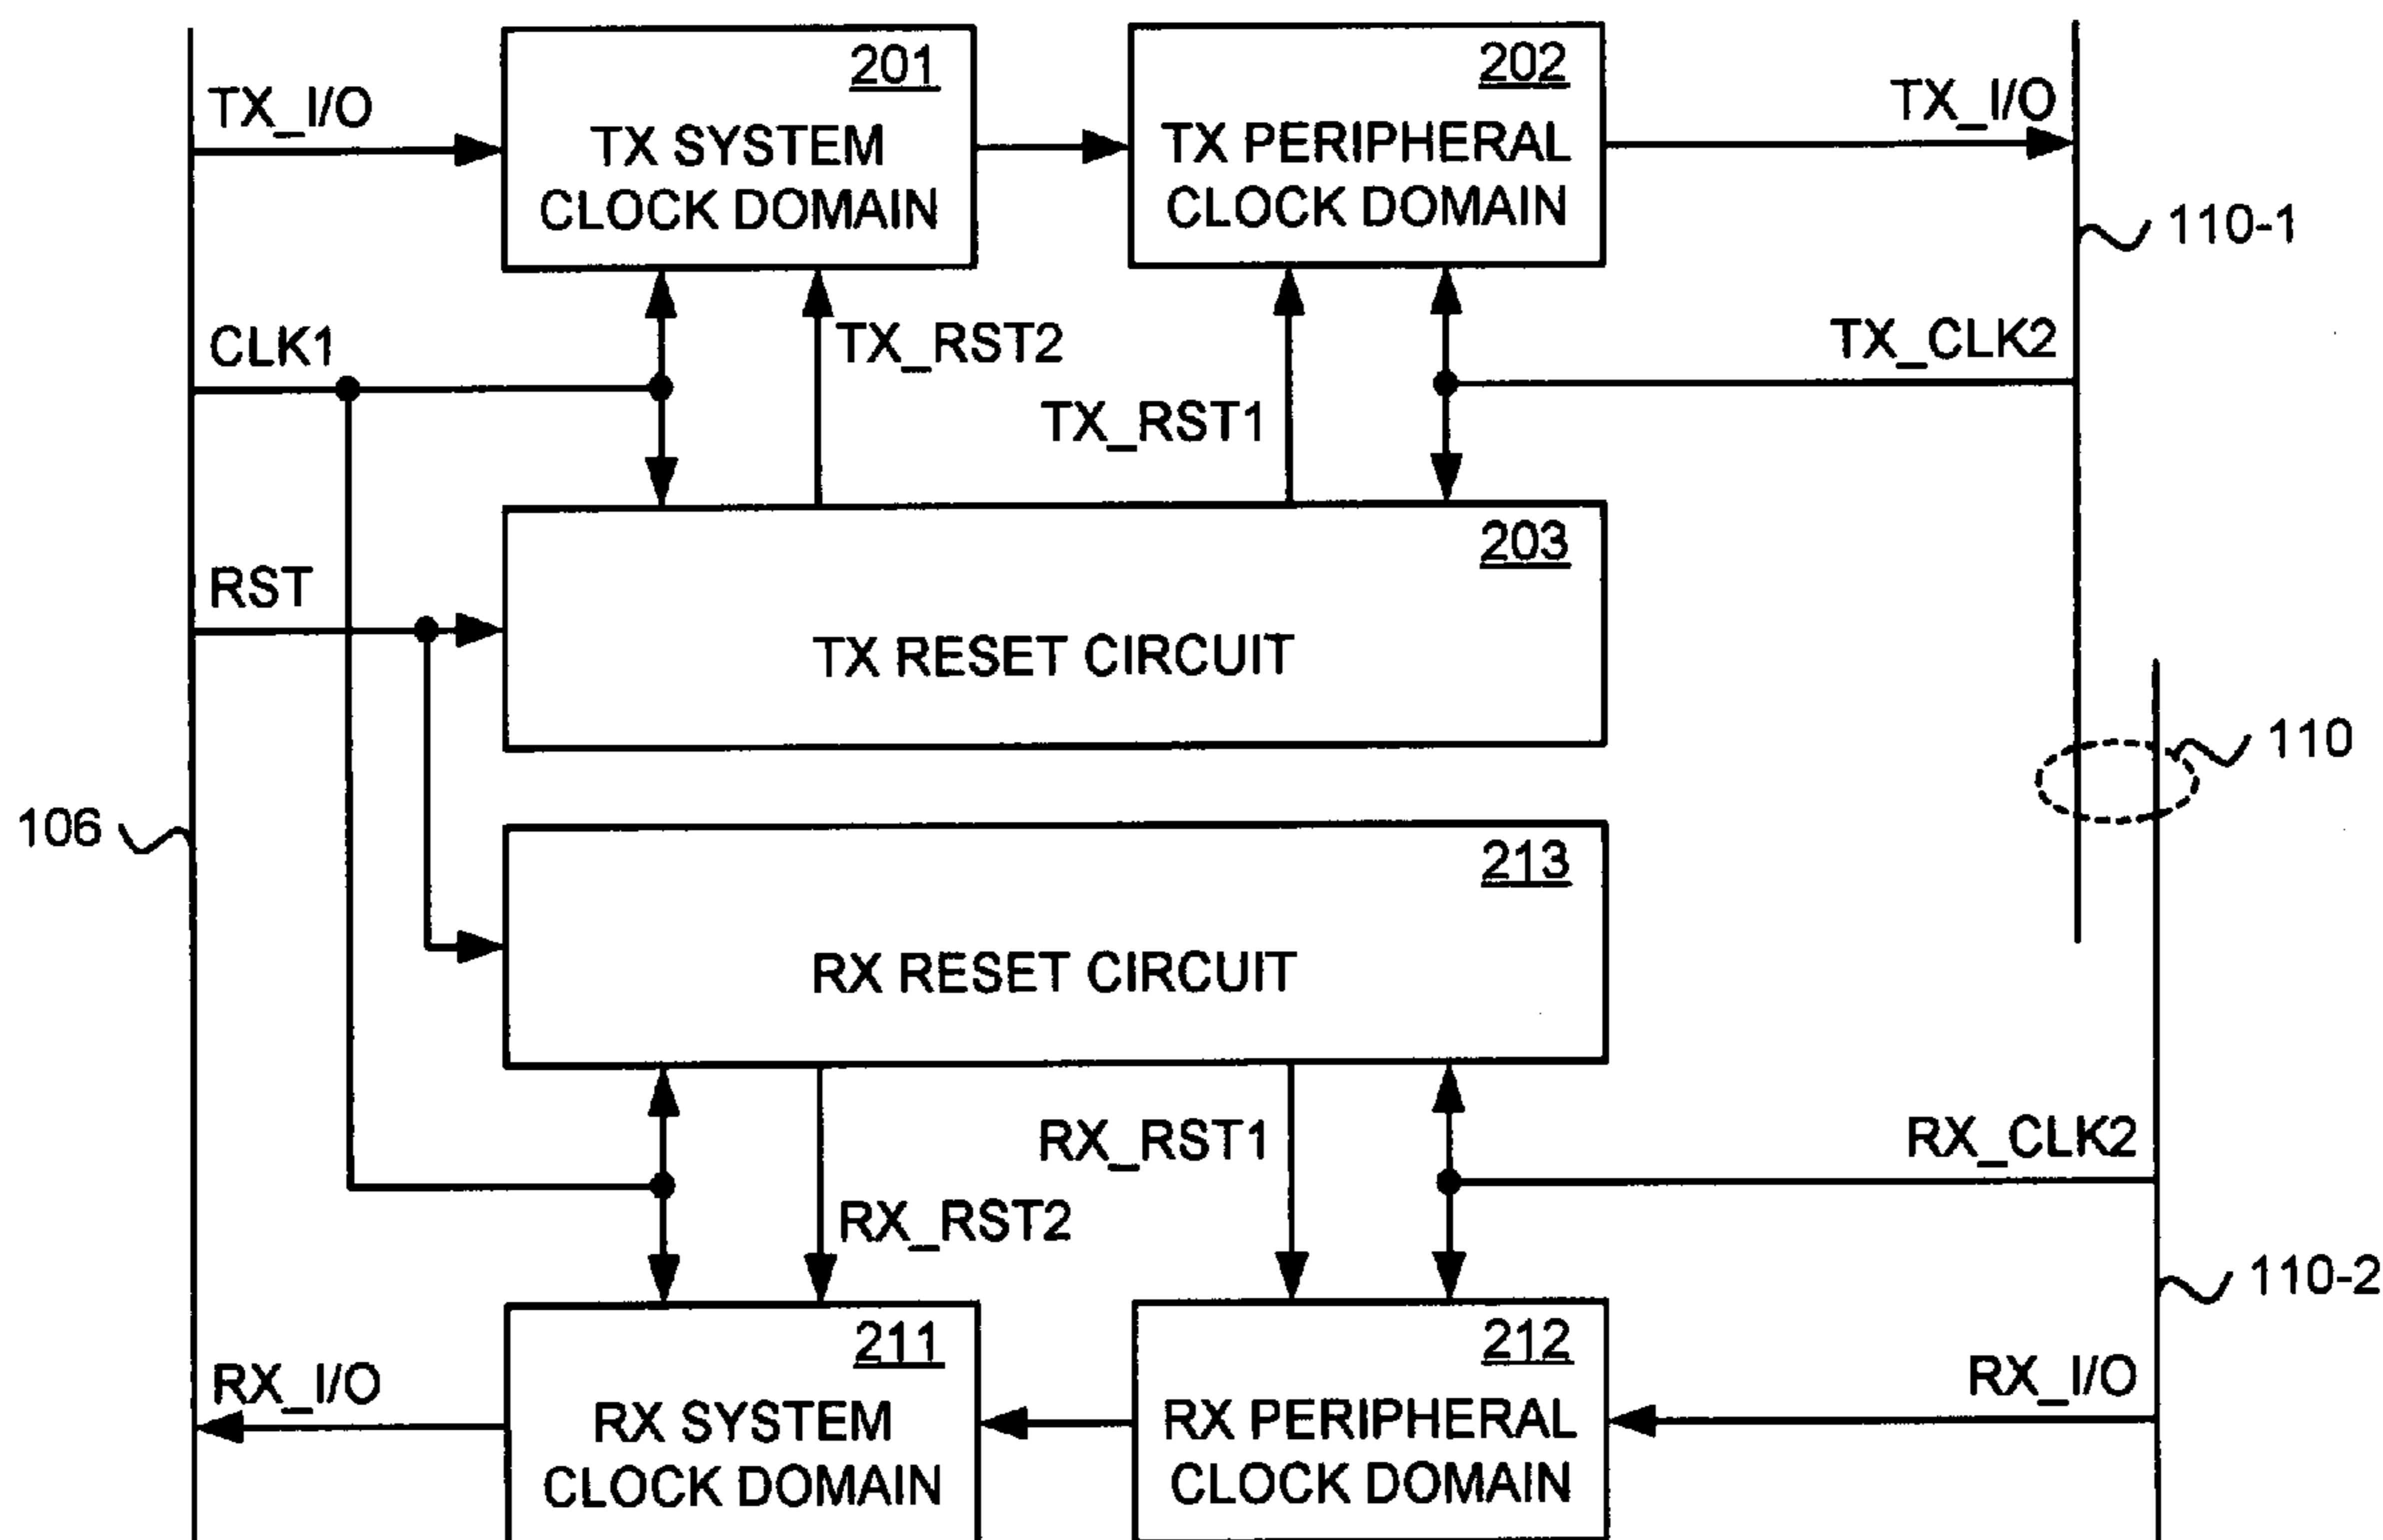 201
202
TX_I/O
TX SYSTEM
CLOCK DOMAIN
TX PERIPHERAL
CLOCK DOMAIN
TX_I/O
110-1
CLK1
TX_RST2
TX_CLK2
TX_RST1
203
RST
TX RESET CIRCUIT
110
106
213
RX RESET CIRCUIT
RX_RST1
RX_CLK2
RX_RST2
110-2
211
212
RX_I/O
RX SYSTEM
CLOCK DOMAIN
RX PERIPHERAL
CLOCK DOMAIN
RX_I/O